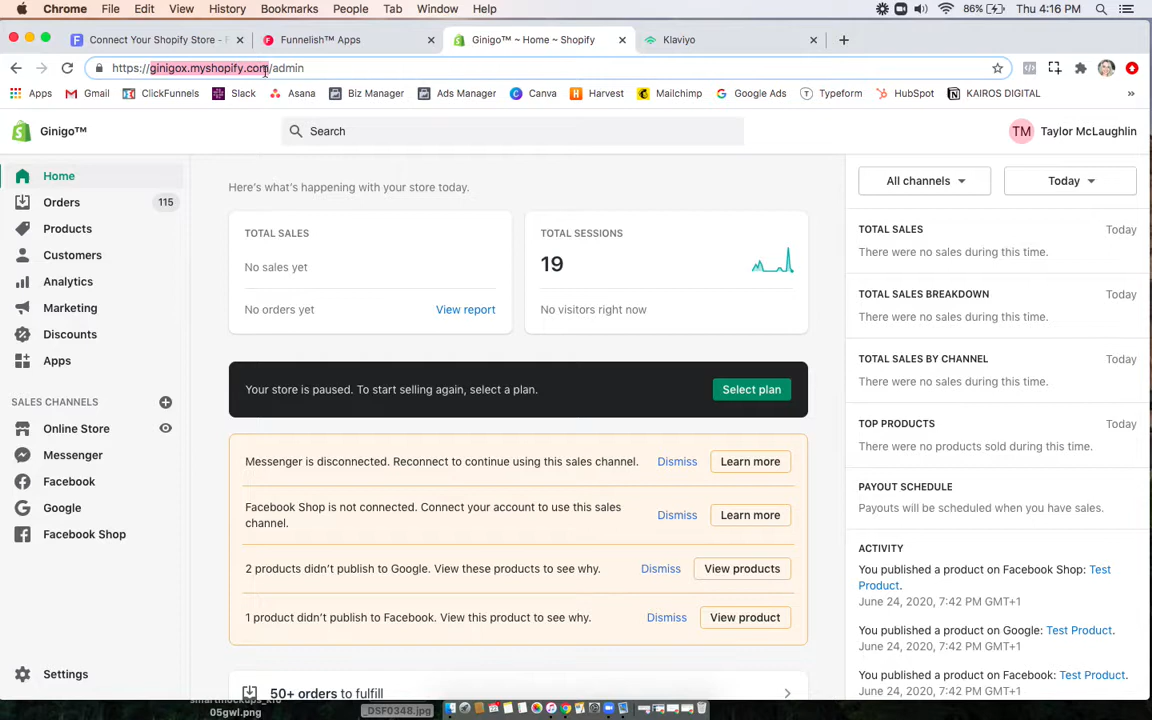 Chrome File Edit View History Bookmarks People Tab Window Help 86% Thu 4:16 PM
Connect Your Shopify Store - F Funnelish™ Apps Ginigo™ ~ Home ~ Shopify Klaviyo
https://ginigox.myshopify.com/admin
Apps Gmail ClickFunnels Slack Asana Biz Manager Ads Manager Canva Harvest Mailchimp Google Ads Typeform HubSpot KAIROS DIGITAL »
Ginigo™ Search TM Taylor McLaughlin
Home
Orders 115
Products
Customers
Analytics
Marketing
Discounts
Apps
SALES CHANNELS
Online Store
Messenger
Facebook
Google
Facebook Shop
Settings
Here's what's happening with your store today.
TOTAL SALES
No sales yet
No orders yet View report
TOTAL SESSIONS
19
No visitors right now
Your store is paused. To start selling again, select a plan. Select plan
Messenger is disconnected. Reconnect to continue using this sales channel. Dismiss Learn more
Facebook Shop is not connected. Connect your account to use this sales
channel. Dismiss Learn more
2 products didn't publish to Google. View these products to see why. Dismiss View products
1 product didn't publish to Facebook. View this product to see why. Dismiss View product
50+ orders to fulfill
All channels Today
TOTAL SALES Today
There were no sales during this time.
TOTAL SALES BREAKDOWN Today
There were no sales during this time.
TOTAL SALES BY CHANNEL Today
There were no sales during this time.
TOP PRODUCTS Today
There were no products sold during this time.
PAYOUT SCHEDULE
Payouts will be scheduled when you have sales.
ACTIVITY
You published a product on Facebook Shop: Test
Product.
June 24, 2020, 7:42 PM GMT+1
You published a product on Google: Test Product.
June 24, 2020, 7:42 PM GMT+1
You published a product on Facebook: Test Product.
June 24, 2020, 7:42 PM GMT+1
05gwl.png
_DSF0348.jpg